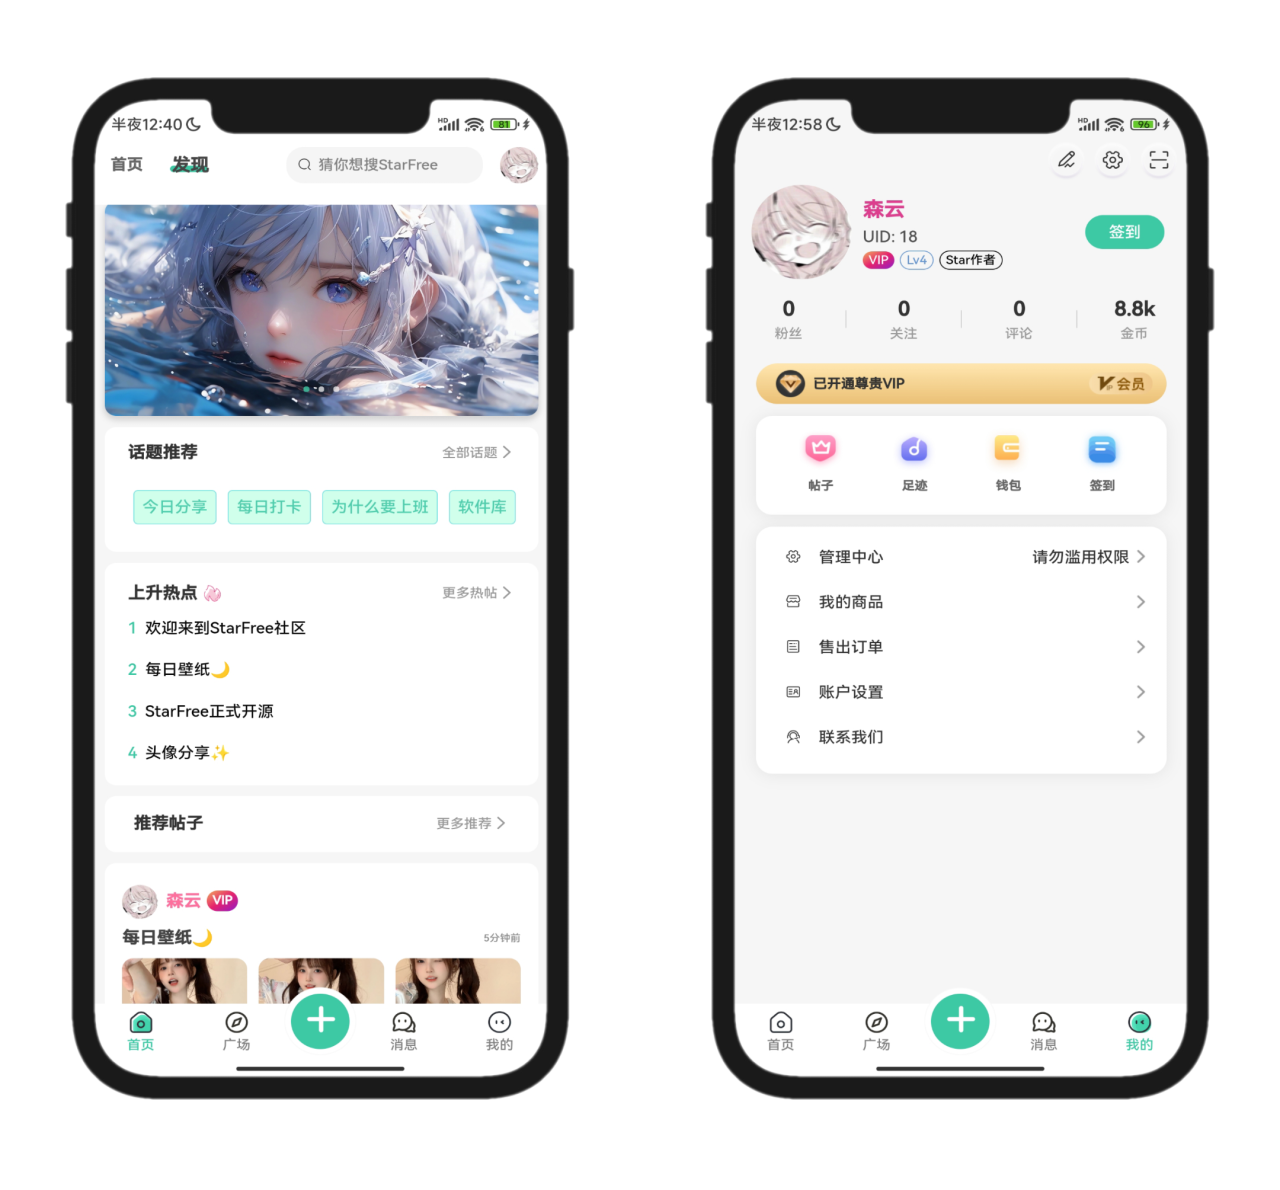 半夜12:40
HD
81
首页 发现
猜你想搜StarFree
话题推荐
全部话题
今日分享 每日打卡 为什么要上班 软件库
上升热点
更多热帖
1 欢迎来到StarFree社区
2 每日壁纸🌙
3 StarFree正式开源
4 头像分享✨
推荐帖子
更多推荐
森云 VIP
每日壁纸🌙
5分钟前
首页 广场 消息 我的
半夜12:58
HD
96
森云
UID: 18
VIP Lv4 Star作者
签到
0 0 0 8.8k
粉丝 关注 评论 金币
已开通尊贵VIP
VIP会员
帖子 足迹 钱包 签到
管理中心 请勿滥用权限
我的商品
售出订单
账户设置
联系我们
首页 广场 消息 我的